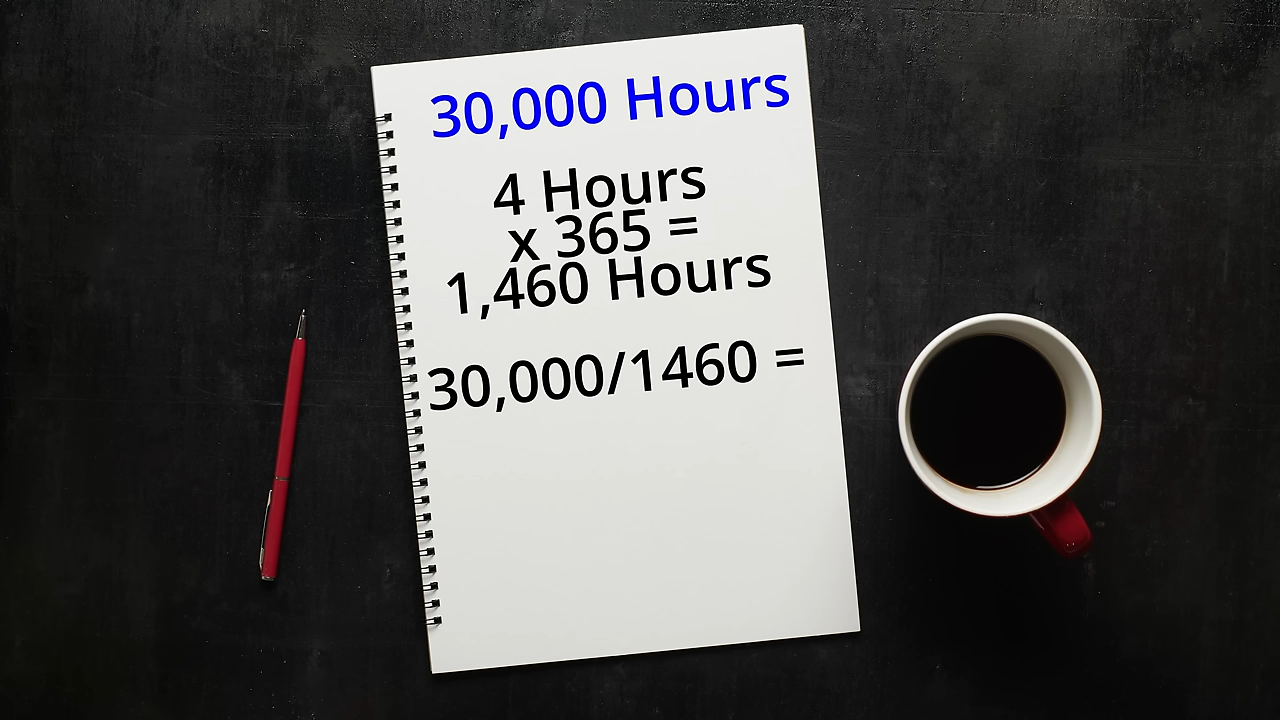 30,000 Hours
4 Hours
x 365 =
1,460 Hours
30,000/1460 =